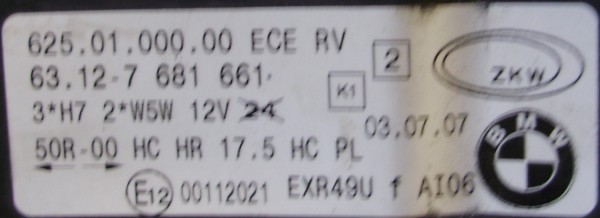 625.01.000.00 ECE RV
63.12-7 681 661
2
ZKW
K1
3*H7 2*W5W 12V 24
03.07.07
BMW
50R-00 HC HR 17.5 HC PL
E12 00112021 EXR49U f AI06